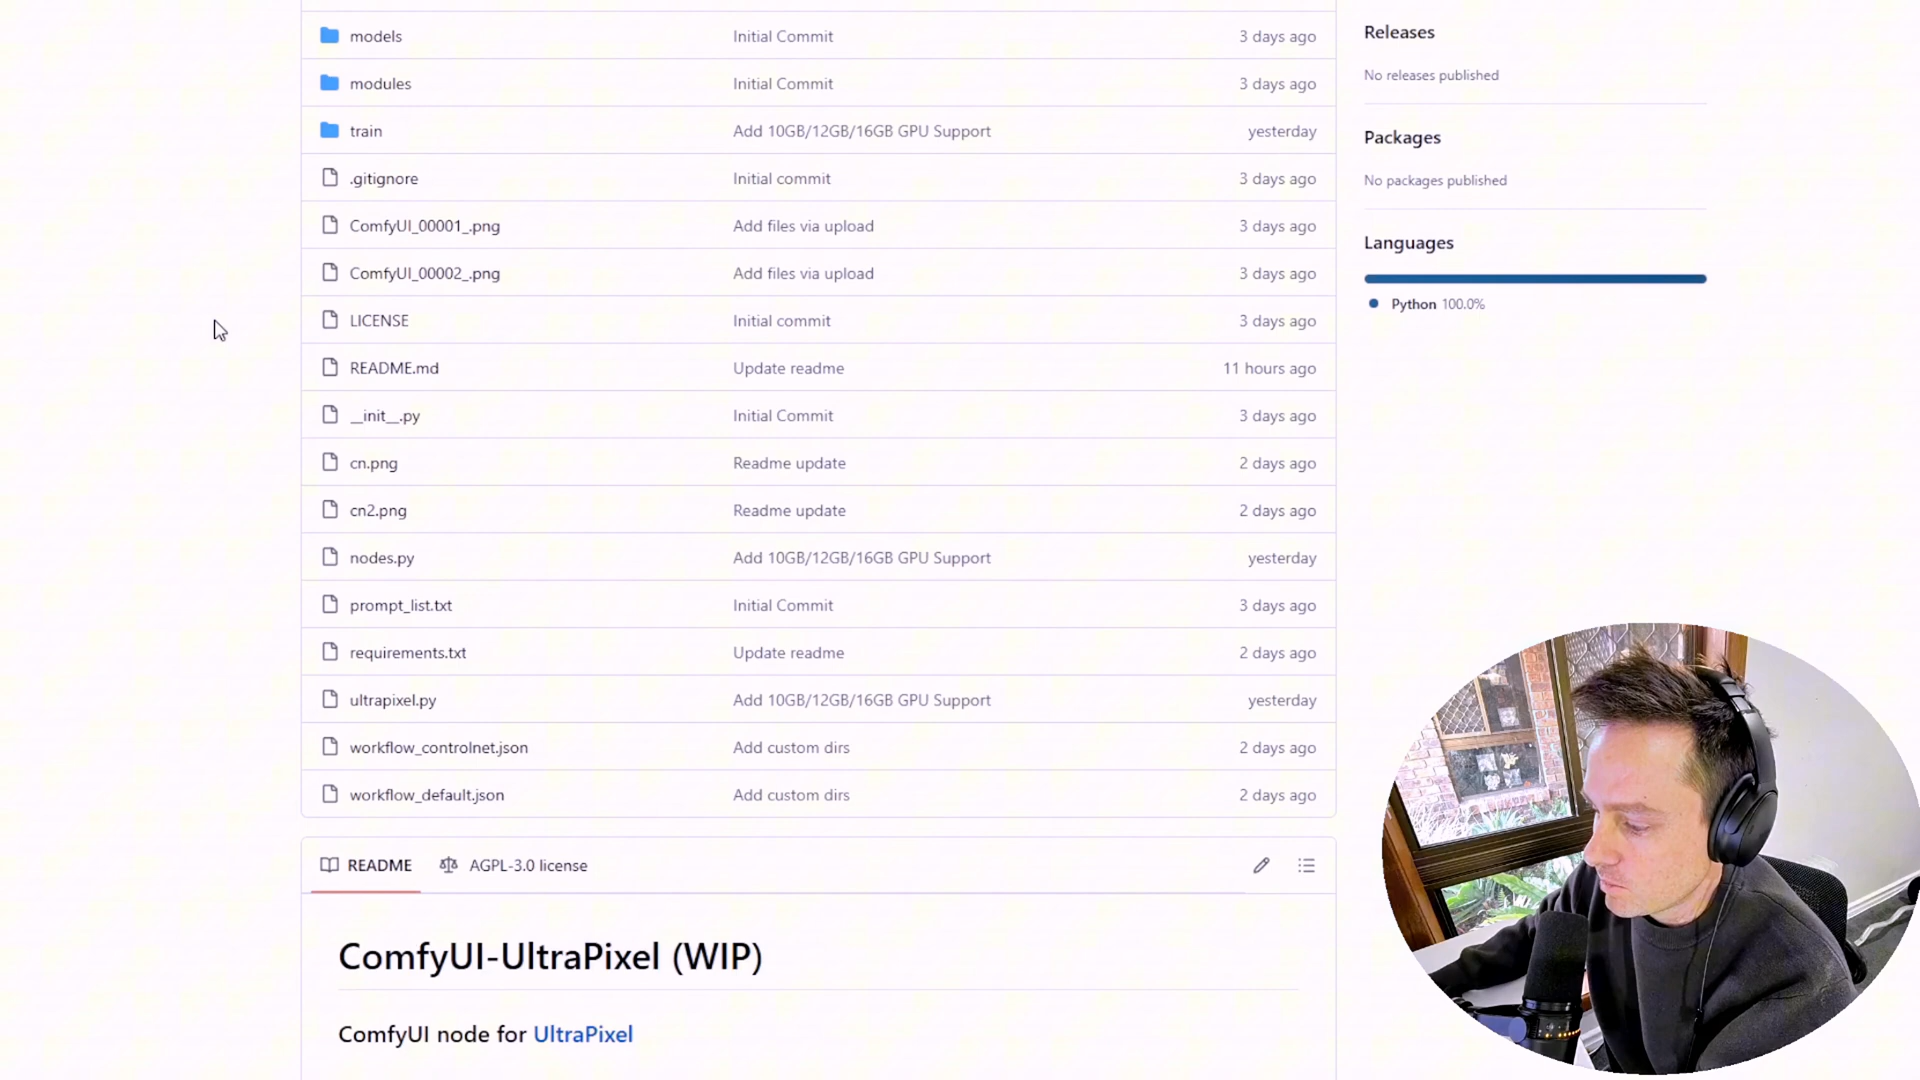 models Initial Commit 3 days ago
modules Initial Commit 3 days ago
train Add 10GB/12GB/16GB GPU Support yesterday
.gitignore Initial commit 3 days ago
ComfyUI_00001_.png Add files via upload 3 days ago
ComfyUI_00002_.png Add files via upload 3 days ago
LICENSE Initial commit 3 days ago
README.md Update readme 11 hours ago
__init__.py Initial Commit 3 days ago
cn.png Readme update 2 days ago
cn2.png Readme update 2 days ago
nodes.py Add 10GB/12GB/16GB GPU Support yesterday
prompt_list.txt Initial Commit 3 days ago
requirements.txt Update readme 2 days ago
ultrapixel.py Add 10GB/12GB/16GB GPU Support yesterday
workflow_controlnet.json Add custom dirs 2 days ago
workflow_default.json Add custom dirs 2 days ago
README AGPL-3.0 license
ComfyUI-UltraPixel (WIP)
ComfyUI node for UltraPixel
Releases
No releases published
Packages
No packages published
Languages
Python 100.0%